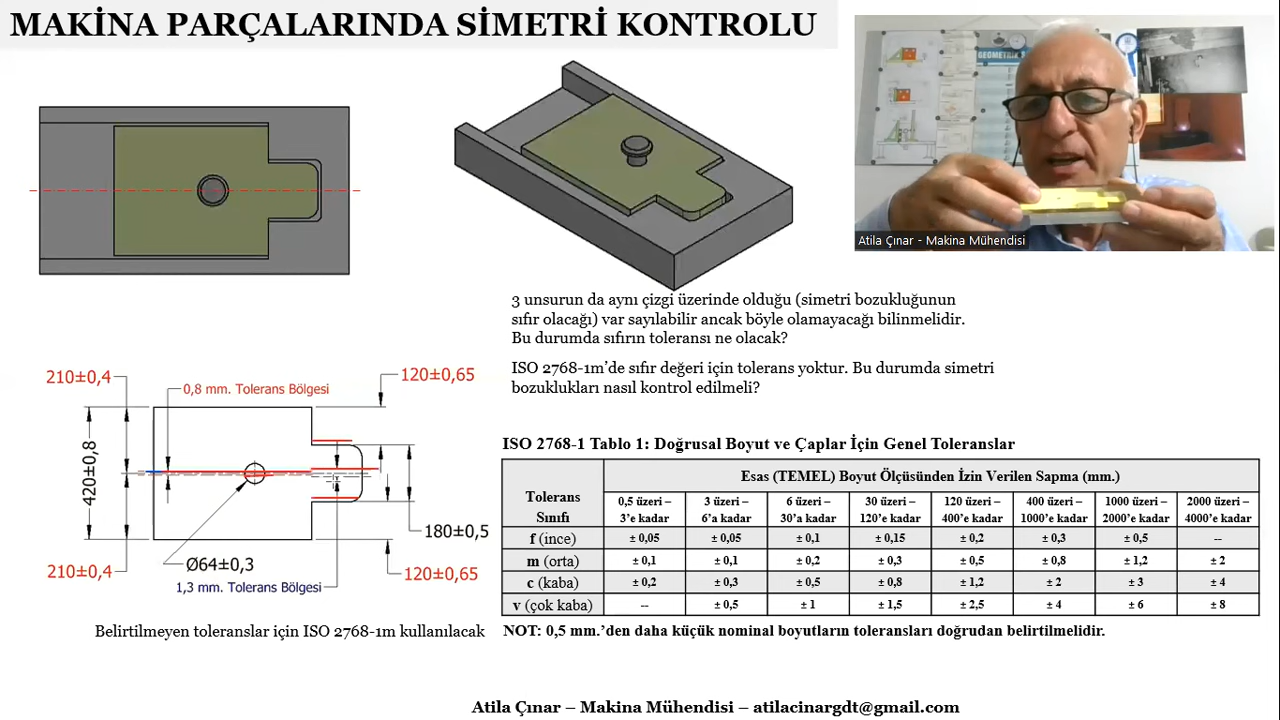 MAKİNA PARÇALARINDA SİMETRİ KONTROLU
Atila Çınar - Makina Mühendisi
3 unsurun da aynı çizgi üzerinde olduğu (simetri bozukluğunun
sıfır olacağı) var sayılabilir ancak böyle olamayacağı bilinmelidir.
Bu durumda sıfırın toleransı ne olacak?
ISO 2768-1m’de sıfır değeri için tolerans yoktur. Bu durumda simetri
bozuklukları nasıl kontrol edilmeli?
210±0,4
0,8 mm. Tolerans Bölgesi
120±0,65
420±0,8
180±0,5
Ø64±0,3
210±0,4
120±0,65
1,3 mm. Tolerans Bölgesi
Belirtilmeyen toleranslar için ISO 2768-1m kullanılacak
ISO 2768-1 Tablo 1: Doğrusal Boyut ve Çaplar İçin Genel Toleranslar
Tolerans Sınıfı
Esas (TEMEL) Boyut Ölçüsünden İzin Verilen Sapma (mm.)
0,5 üzeri – 3 üzeri – 6 üzeri – 30 üzeri – 120 üzeri – 400 üzeri – 1000 üzeri – 2000 üzeri –
3’e kadar 6’a kadar 30’a kadar 120’e kadar 400’e kadar 1000’e kadar 2000’e kadar 4000’e kadar
f (ince) ± 0,05 ± 0,05 ± 0,1 ± 0,15 ± 0,2 ± 0,3 ± 0,5 --
m (orta) ± 0,1 ± 0,1 ± 0,2 ± 0,3 ± 0,5 ± 0,8 ± 1,2 ± 2
c (kaba) ± 0,2 ± 0,3 ± 0,5 ± 0,8 ± 1,2 ± 2 ± 3 ± 4
v (çok kaba) -- ± 0,5 ± 1 ± 1,5 ± 2,5 ± 4 ± 6 ± 8
NOT: 0,5 mm.’den daha küçük nominal boyutların toleransları doğrudan belirtilmelidir.
Atila Çınar – Makina Mühendisi – atilacinargdt@gmail.com